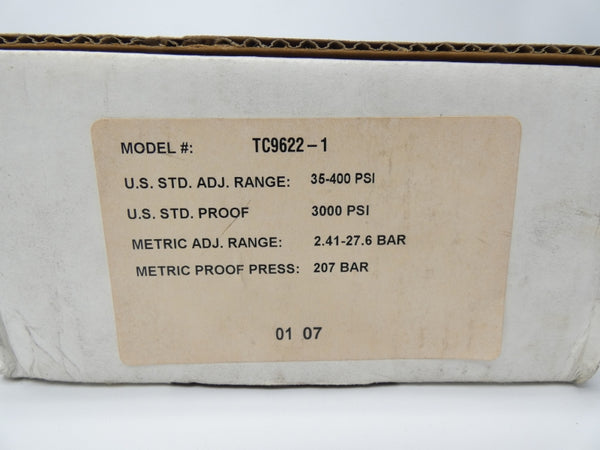 MODEL #: TC9622-1
U.S. STD. ADJ. RANGE: 35-400 PSI
U.S. STD. PROOF 3000 PSI
METRIC ADJ. RANGE: 2.41-27.6 BAR
METRIC PROOF PRESS: 207 BAR
01 07